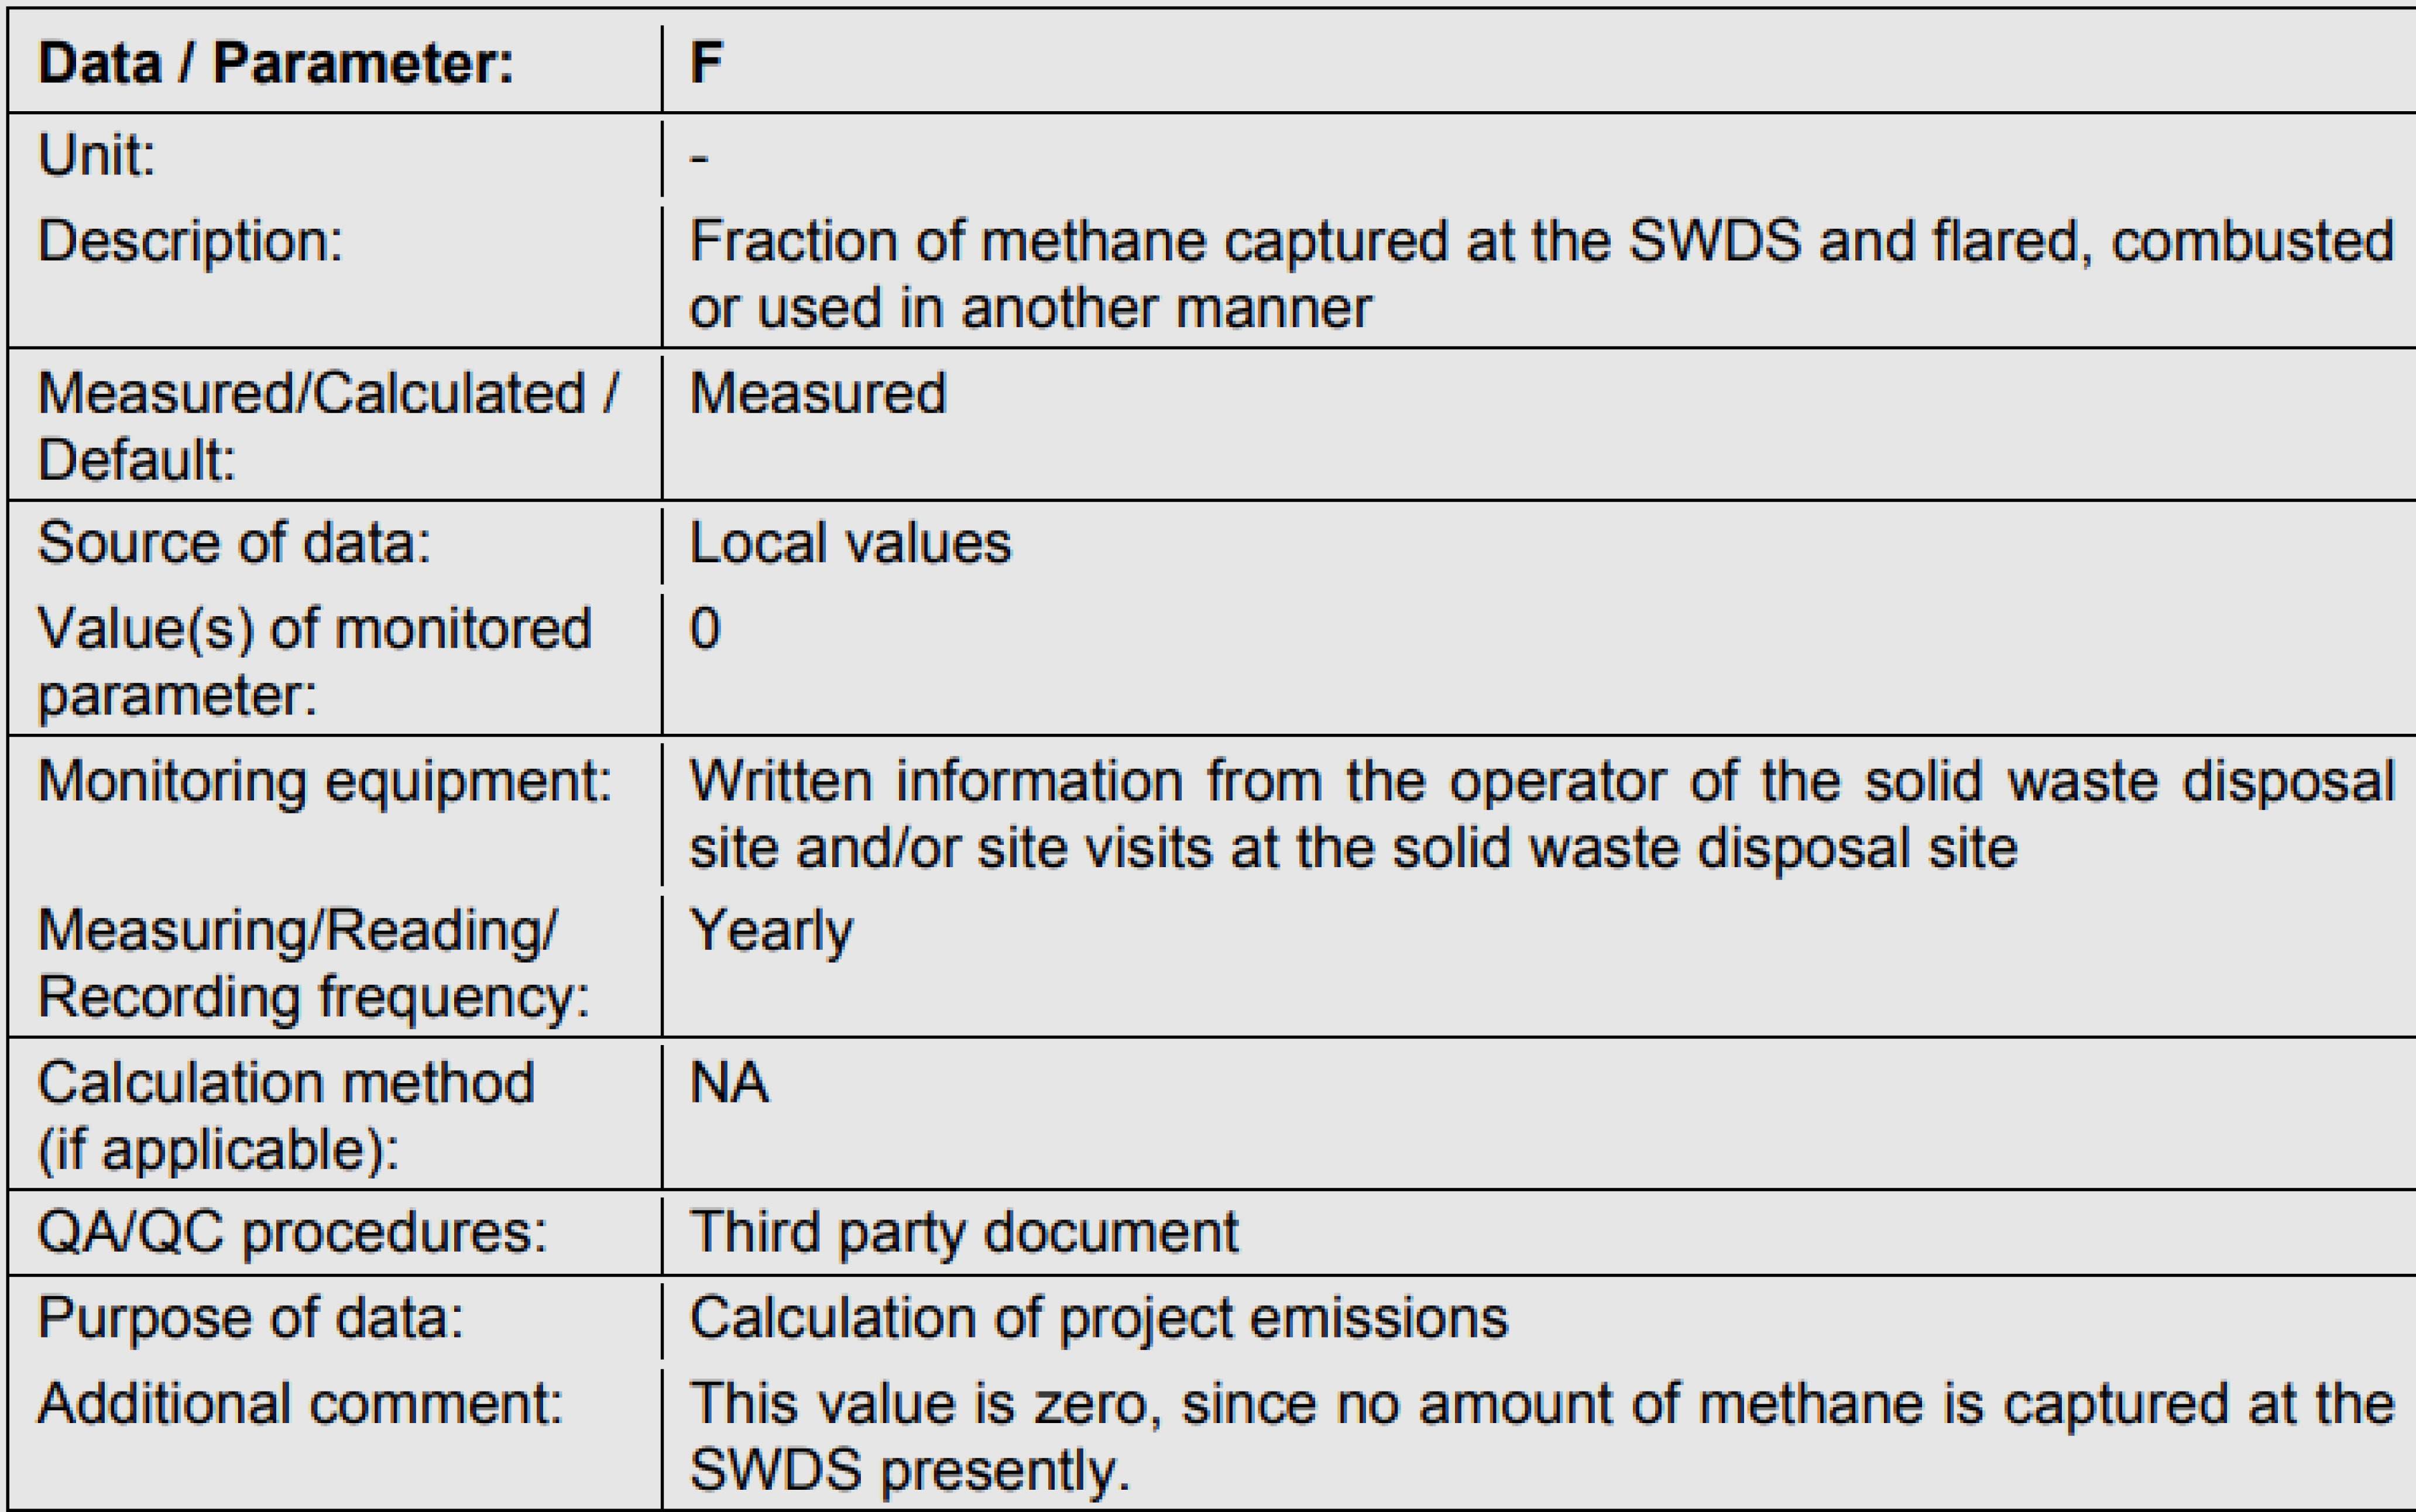 Data / Parameter: F
Unit: -
Description: Fraction of methane captured at the SWDS and flared, combusted
or used in another manner
Measured/Calculated / Measured
Default:
Source of data: Local values
Value(s) of monitored 0
parameter:
Monitoring equipment: Written information from the operator of the solid waste disposal
site and/or site visits at the solid waste disposal site
Measuring/Reading/ Yearly
Recording frequency:
Calculation method NA
(if applicable):
QA/QC procedures: Third party document
Purpose of data: Calculation of project emissions
Additional comment: This value is zero, since no amount of methane is captured at the
SWDS presently.